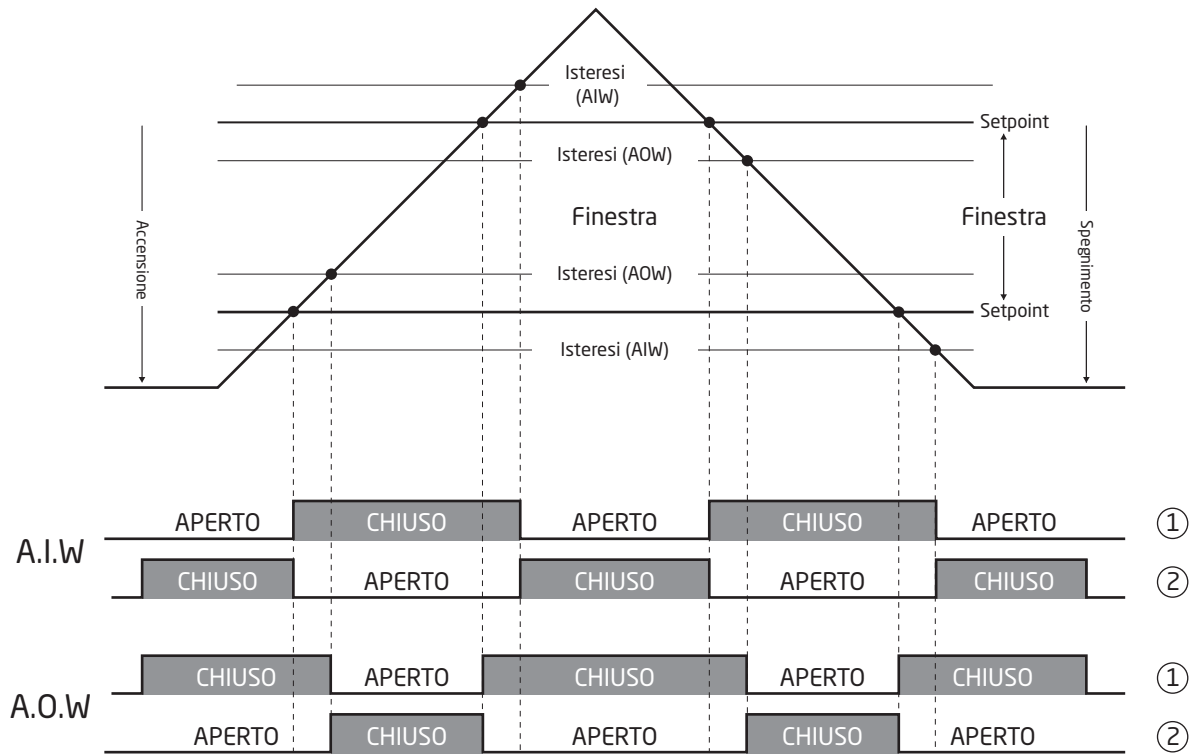 Isteresi
(AIW)
Setpoint
Isteresi (AOW)
Accensione
Finestra
Finestra
Spegnimento
Isteresi (AOW)
Setpoint
Isteresi (AIW)
A.I.W
APERTO CHIUSO APERTO CHIUSO APERTO ①
CHIUSO APERTO CHIUSO APERTO CHIUSO ②
A.O.W
CHIUSO APERTO CHIUSO APERTO CHIUSO ①
APERTO CHIUSO APERTO CHIUSO APERTO ②